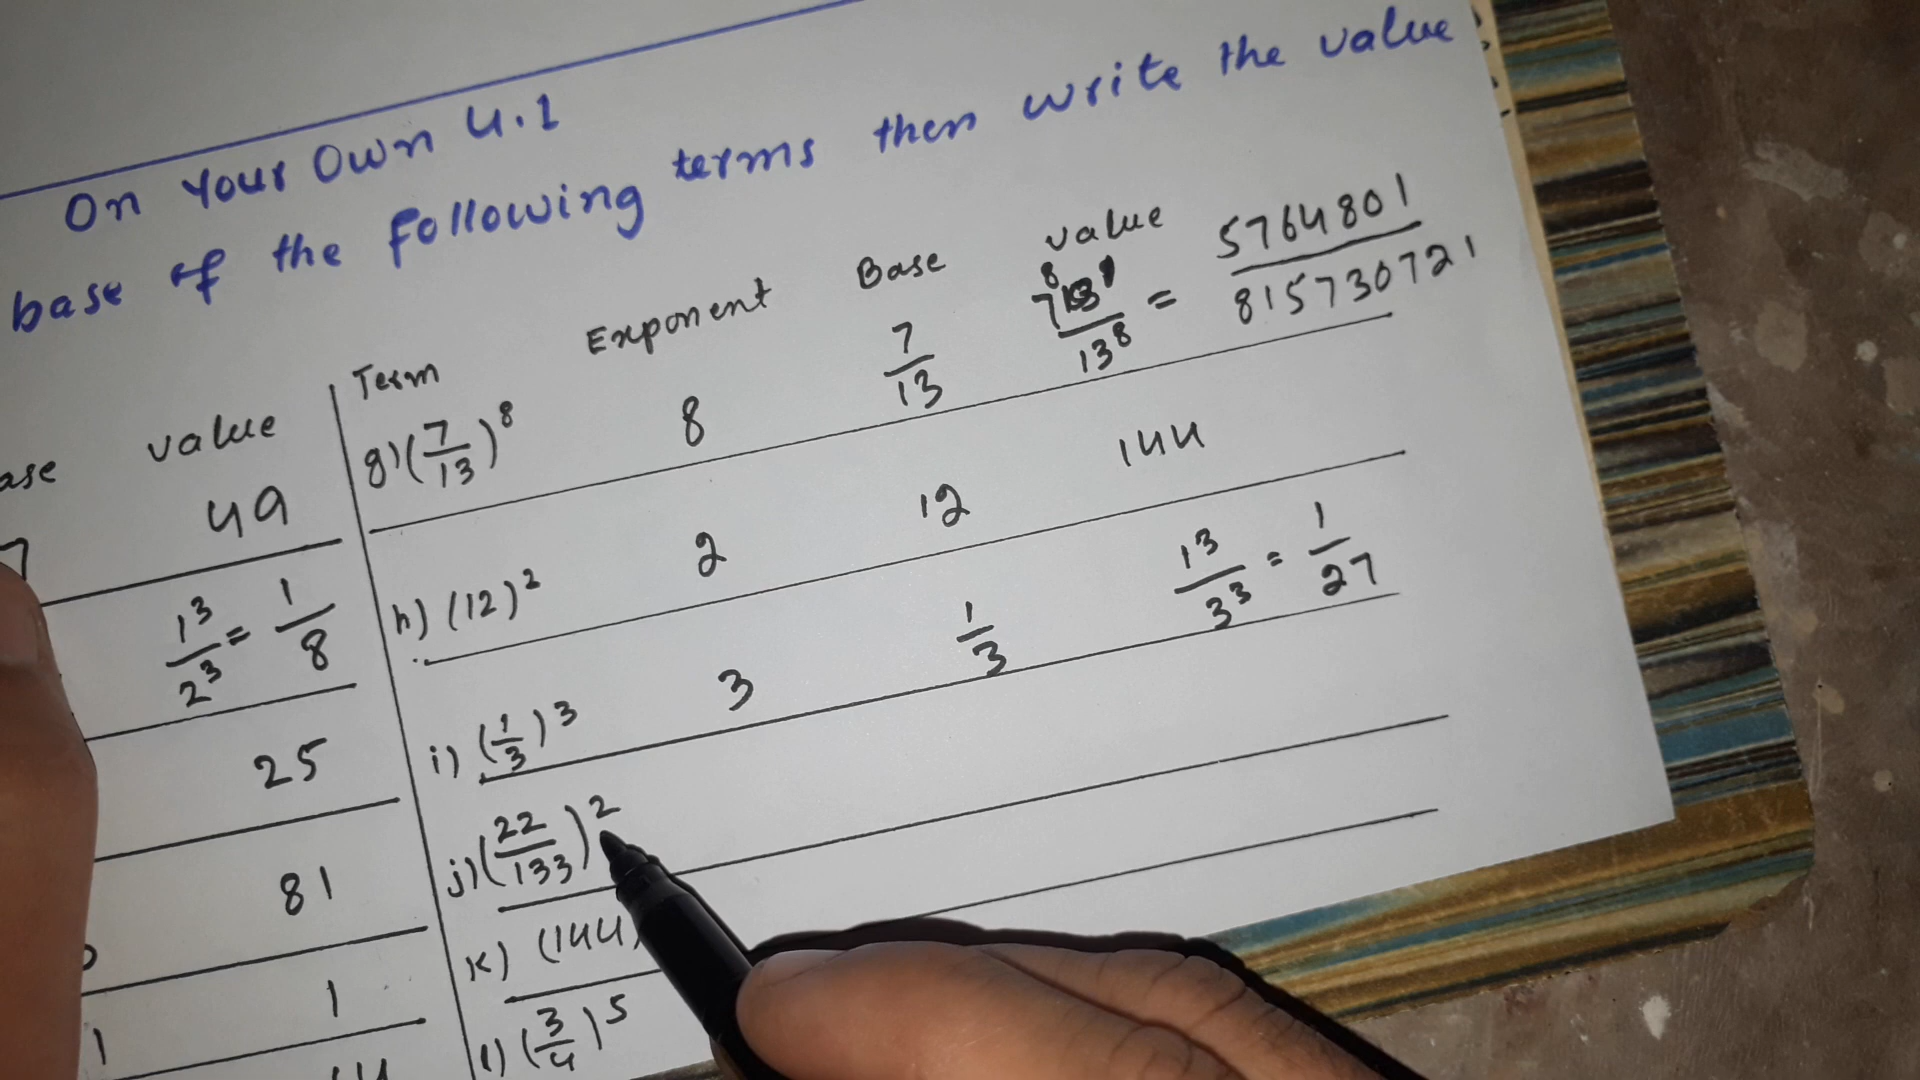 On Your Own 4.1
base of the following terms then write the value
value
49
1³/2³ = 1/8
25
81
1
1
Term Exponent Base value
g) (7/13)⁸ 8 7/13 7⁸/13⁸ = 5764801/815730721
h) (12)² 2 12 144
i) (1/3)³ 3 1/3 1³/3³ = 1/27
j) (22/133)²
k) (144)
l) (3/4)⁵